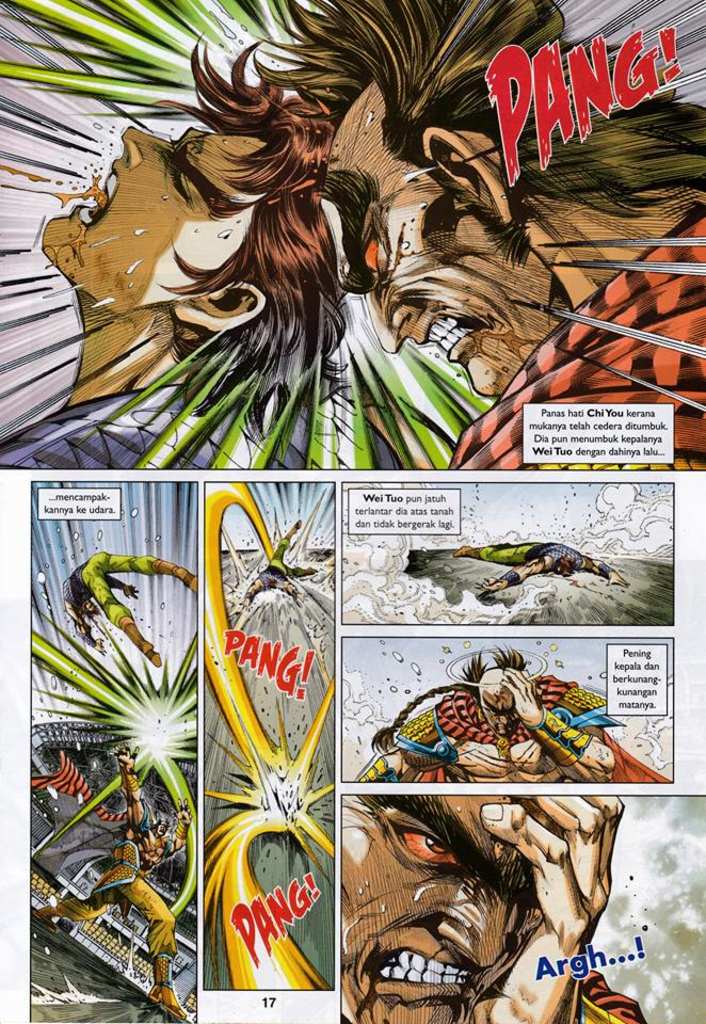 PANG!
Panas hati Chi You kerana
mukanya telah cedera ditumbuk.
Dia pun menumbuk kepalanya
Wei Tuo dengan dahinya lalu...
...mencampak-
kannya ke udara.
PANG!
PANG!
Wei Tuo pun jatuh
terlantar dia atas tanah
dan tidak bergerak lagi.
Pening
kepala dan
berkunang-
kunangan
matanya.
Argh...!
17